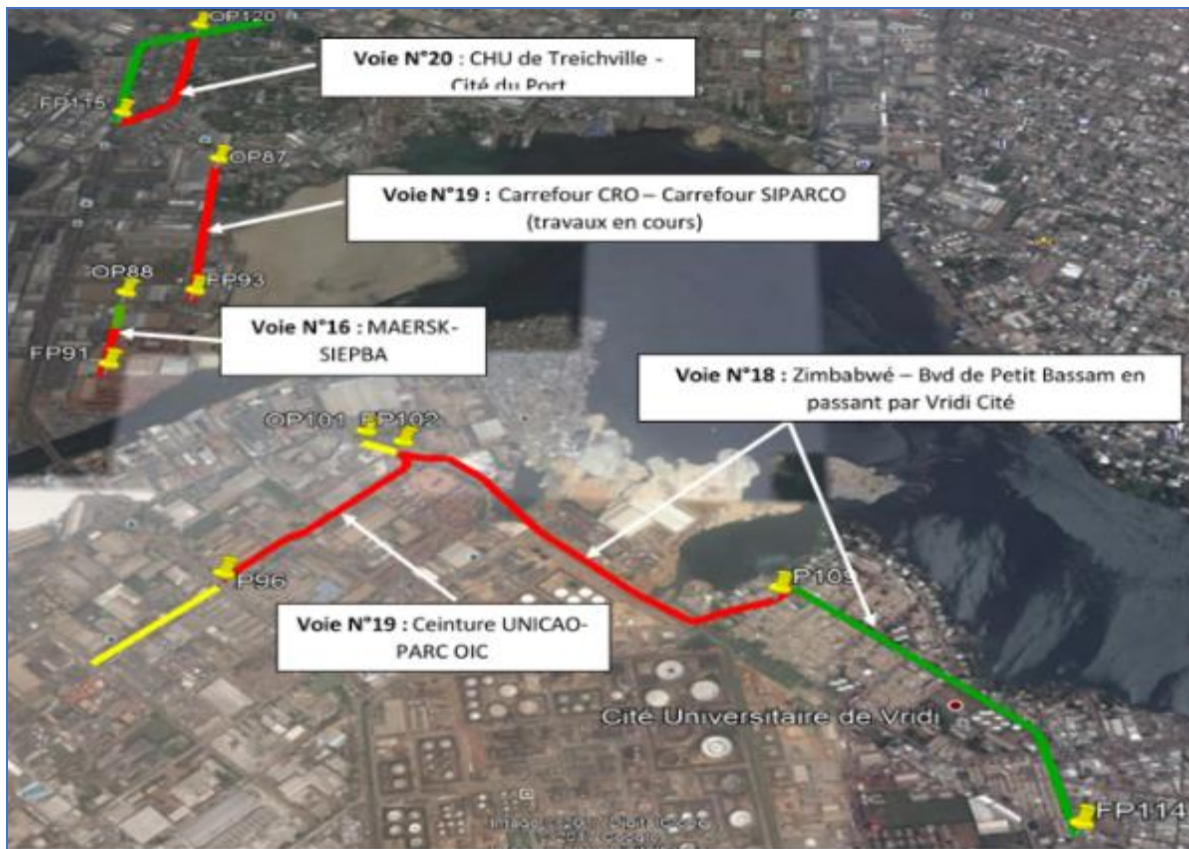 OP120
Voie N°20 : CHU de Treichville -
Cité du Port
FP115
OP87
Voie N°19 : Carrefour CRO – Carrefour SIPARCO
(travaux en cours)
OP88
FP93
Voie N°16 : MAERSK-
SIEPBA
FP91
Voie N°18 : Zimbabwé – Bvd de Petit Bassam en
passant par Vridi Cité
OP101
FP102
P96
P103
Voie N°19 : Ceinture UNICAO-
PARC OIC
Cité Universitaire de Vridi
FP114